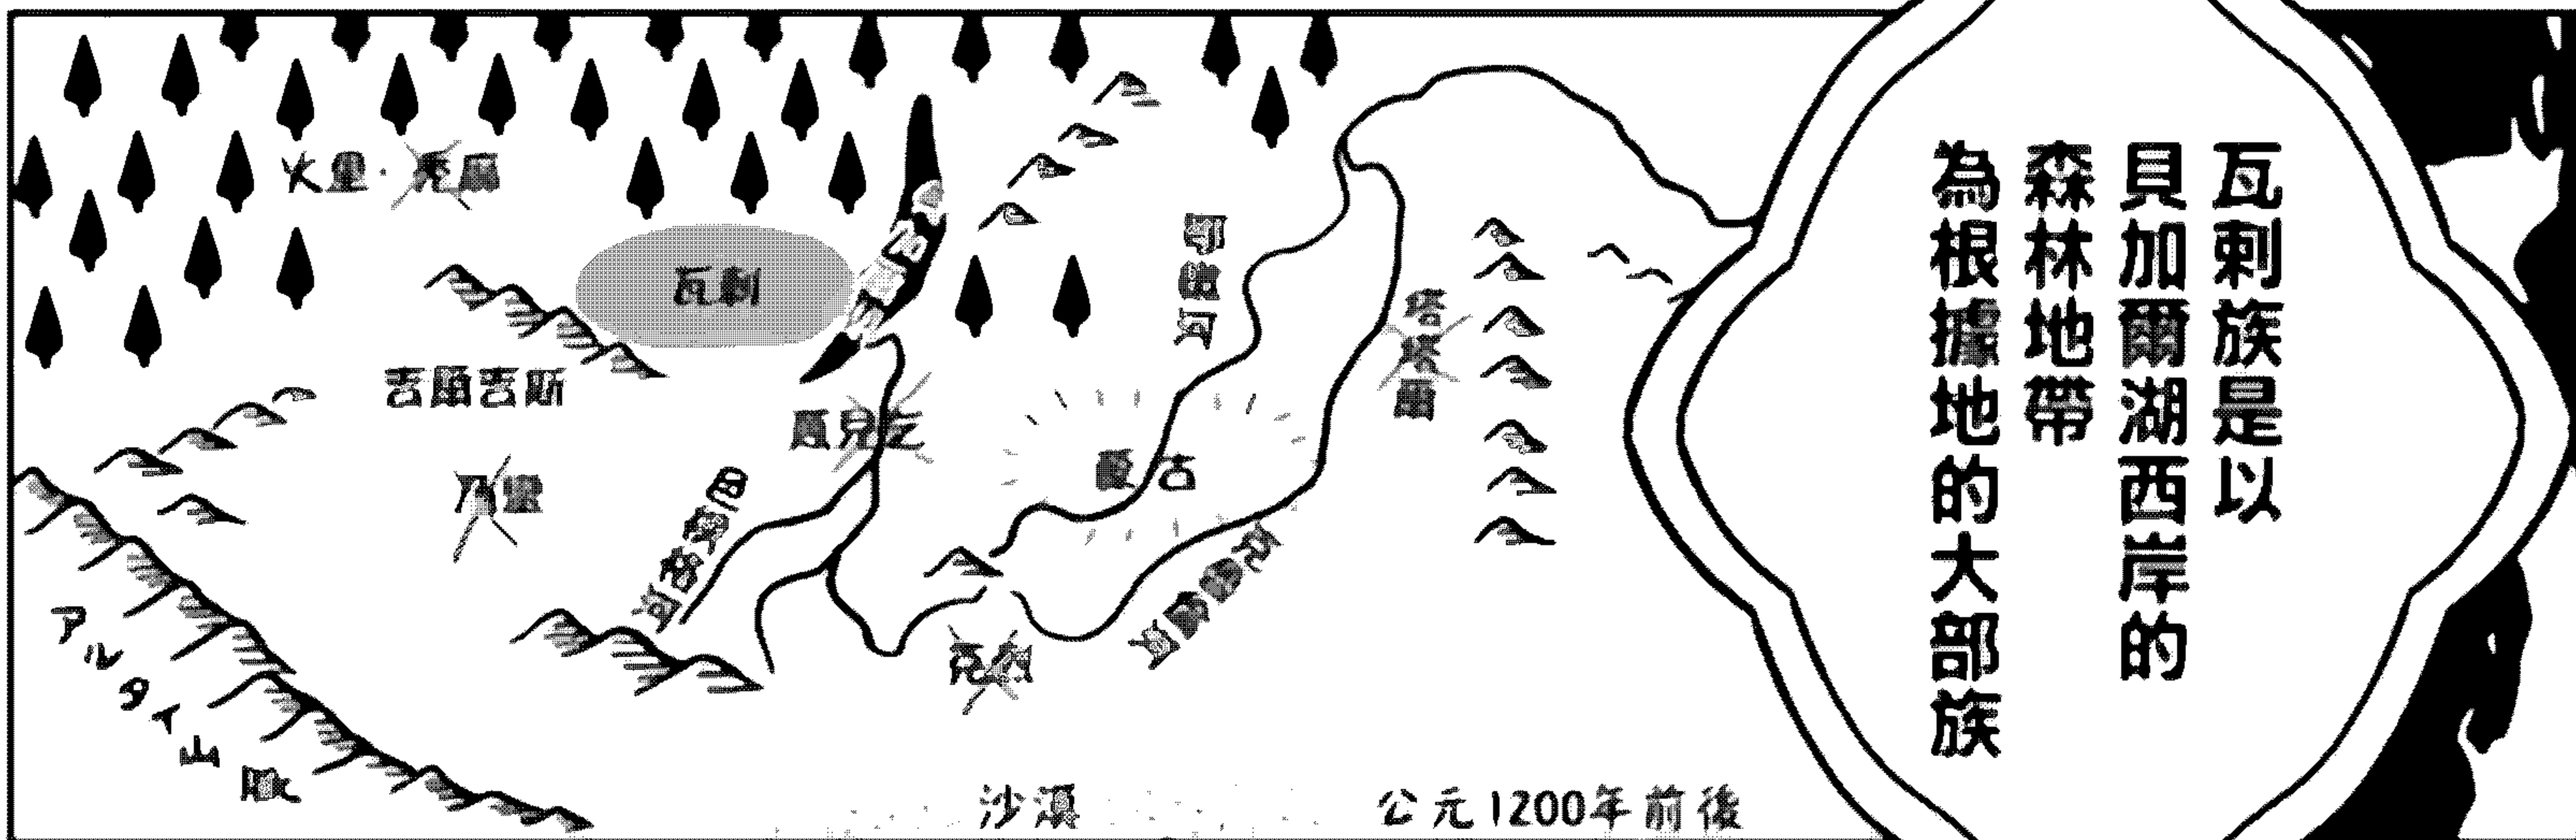 瓦剌族是以
貝加爾湖西岸的
森林地帶
為根據地的大部族
火里·禿麻
瓦剌
吉爾吉斯
乃蠻
蔑兒乞
蒙古
塔塔爾
克烈
アルタイ山脈
沙漠
公元1200年前後